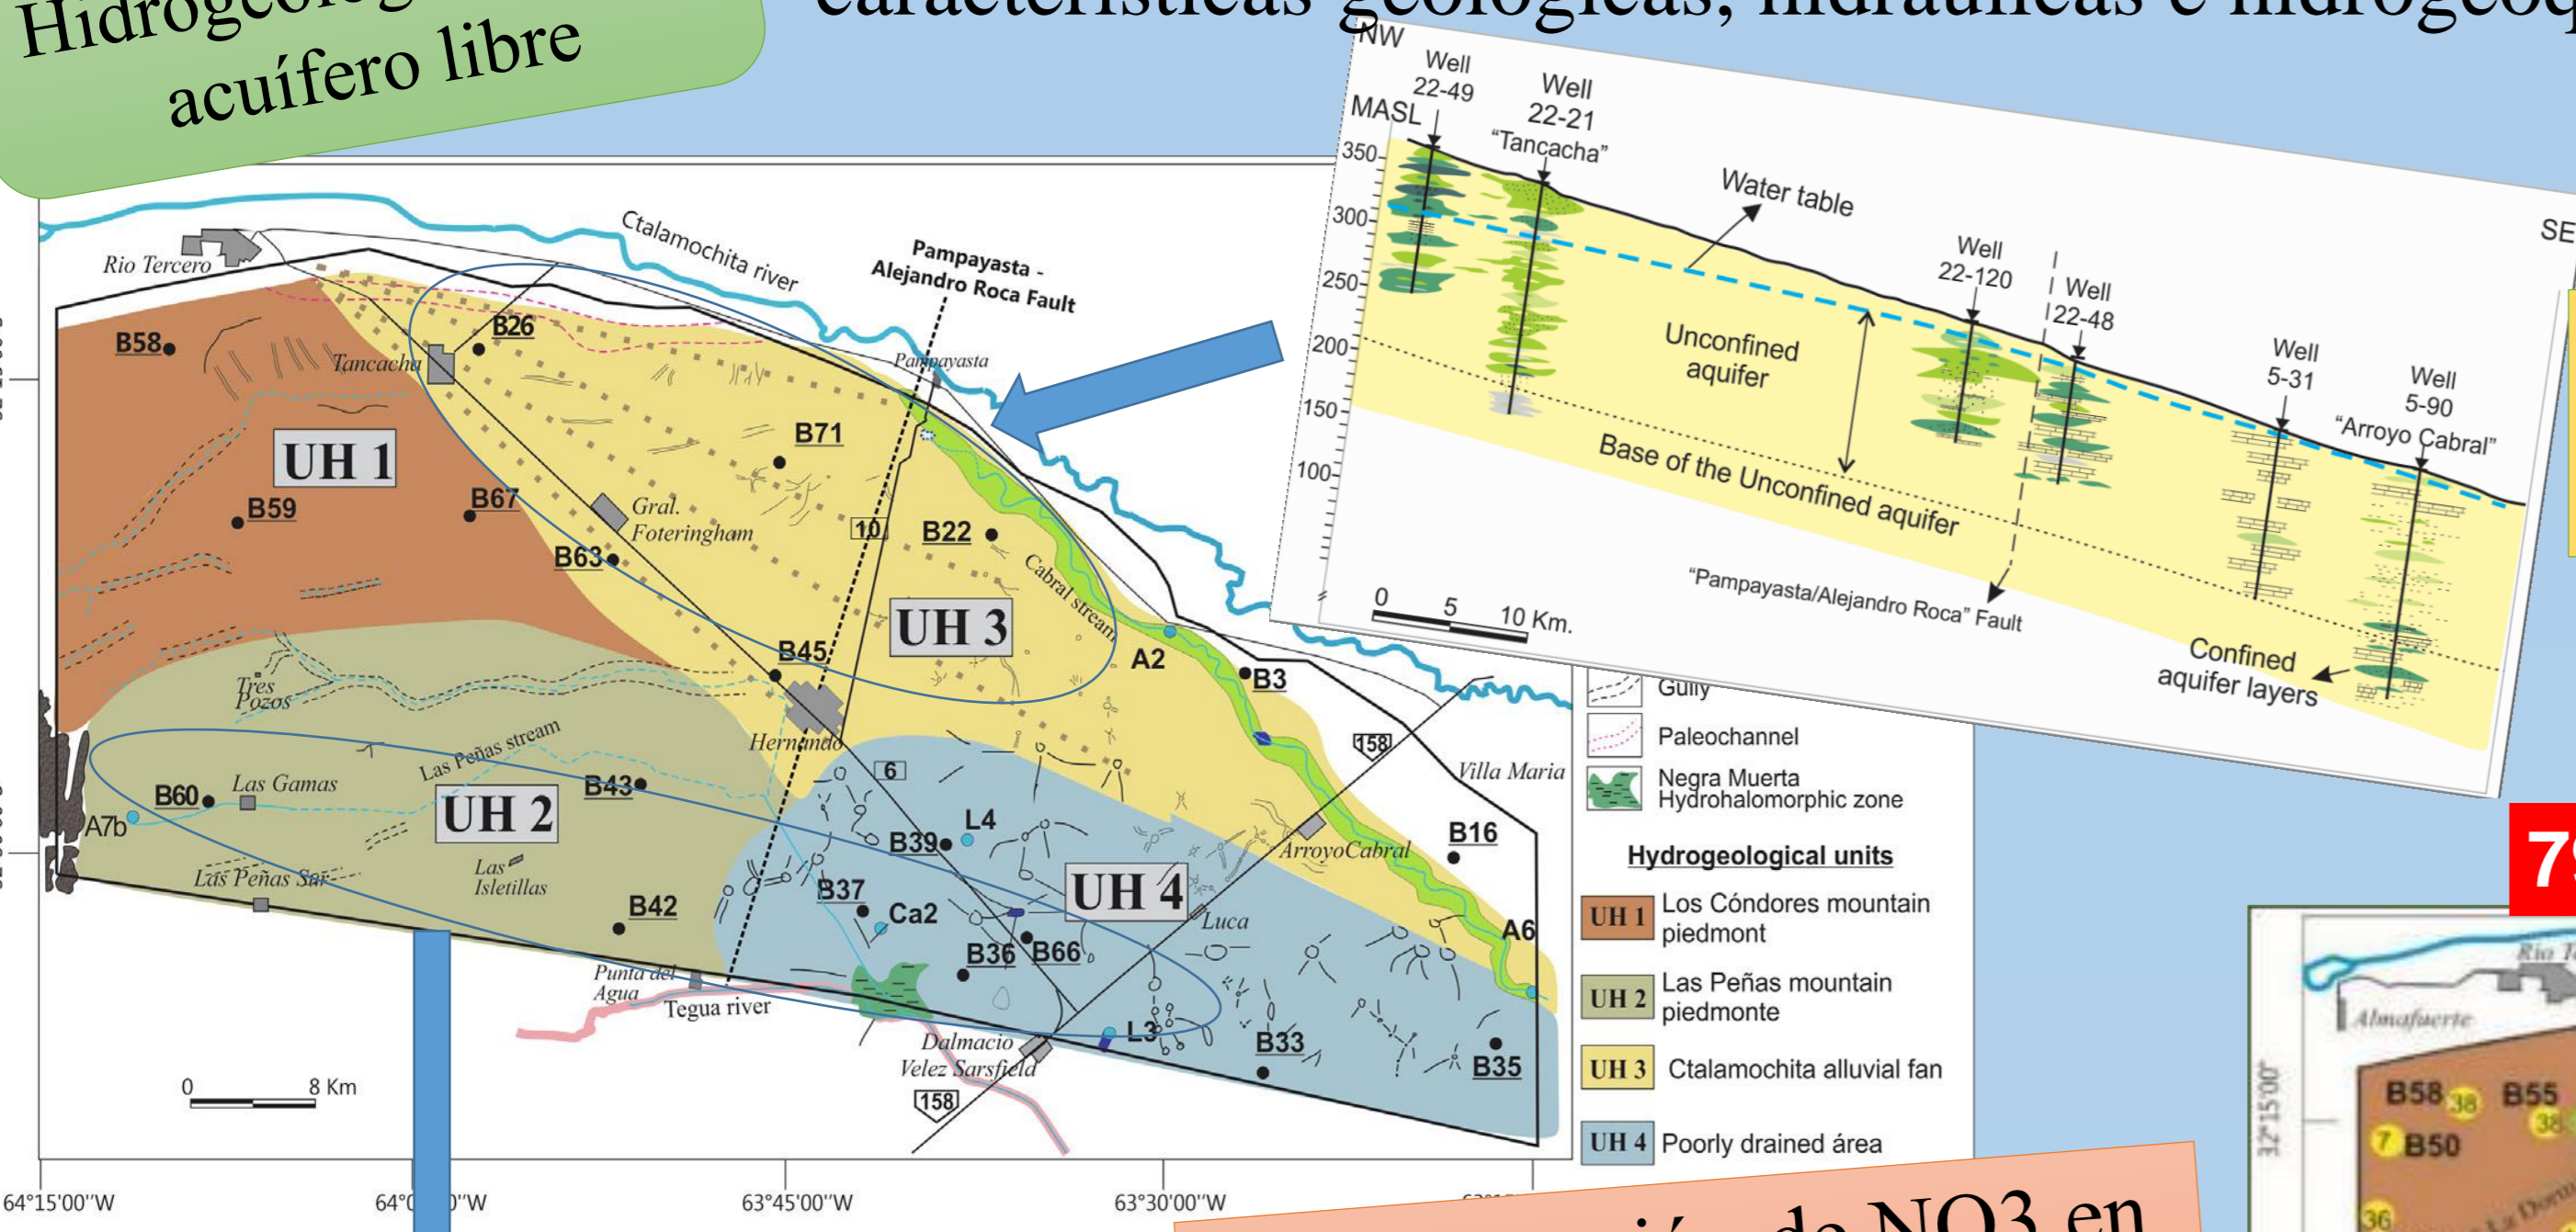 acuífero libre
características geológicas, hidráulicas e
NW
Well
22-49
Well
22-21
“Tancacha”
MASL
350
300
250
200
150
100
Water table
Unconfined
aquifer
Well
22-120
Well
22-48
Well
5-31
Well
5-90
“Arroyo Cabral”
SE
Base of the Unconfined aquifer
“Pampayasta/Alejandro Roca” Fault
Confined
aquifer layers
0 5 10 Km.
Rio Tercero
Ctalamochita river
Pampayasta -
Alejandro Roca Fault
Pampayasta
B58
B26
Tancacha
UH 1
B71
B59
B67
Gral.
Foteringham
10
B22
B63
Cabral stream
UH 3
B45
A2
B3
Tres
Pozos
Hernando
Las Peñas stream
6
158
Villa Maria
B60
Las Gamas
B43
A7b
UH 2
B39
L4
ArroyoCabral
B16
Las Peñas Sur
Las
Isletillas
B37
UH 4
B42
Ca2
Luca
A6
B36
B66
Punta del
Agua
Tegua river
Dalmacio
Velez Sarsfield
L3
B33
B35
158
0 8 Km
64°15'00''W
63°45'00''W
63°30'00''W
Gully
Paleochannel
Negra Muerta
Hydrohalomorphic zone
Hydrogeological units
UH 1 Los Cóndores mountain
piedmont
UH 2 Las Peñas mountain
piedmonte
UH 3 Ctalamochita alluvial fan
UH 4 Poorly drained área
de NO3 en
Almafuerte
32°15'00''
B58 38 B55
38
7 B50
36